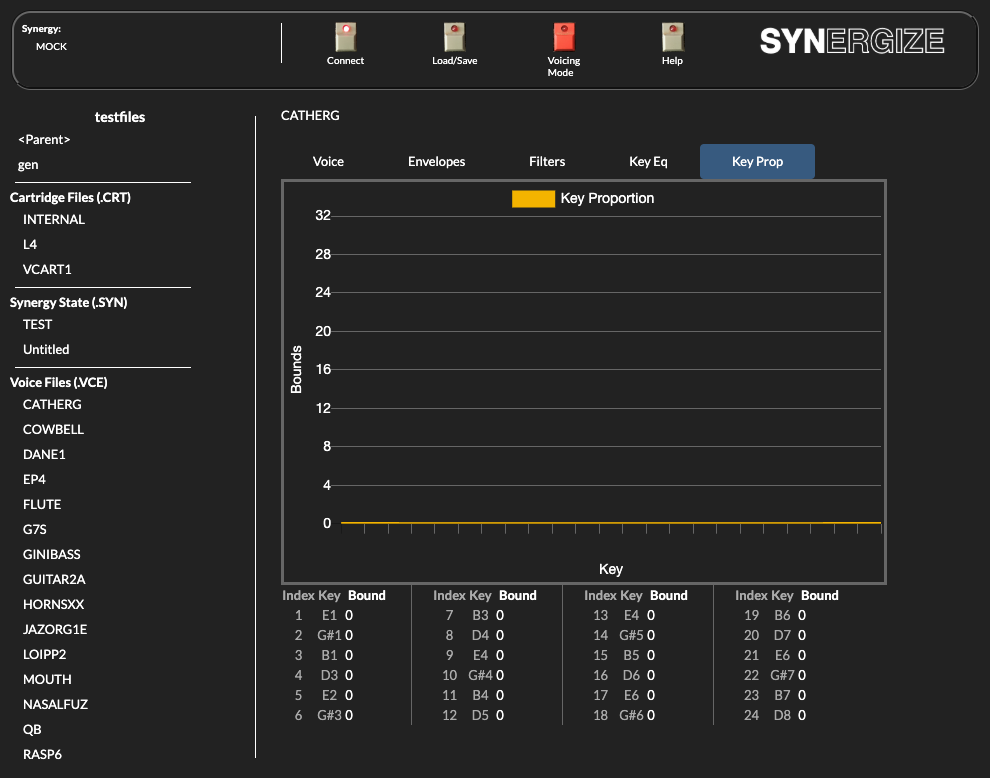 Synergy:
MOCK
Connect
Load/Save
Voicing
Mode
Help
SYNERGIZE
testfiles
<Parent>
gen
Cartridge Files (.CRT)
INTERNAL
L4
VCART1
Synergy State (.SYN)
TEST
Untitled
Voice Files (.VCE)
CATHERG
COWBELL
DANE1
EP4
FLUTE
G7S
GINIBASS
GUITAR2A
HORNSXX
JAZORG1E
LOIPP2
MOUTH
NASALFUZ
QB
RASP6
CATHERG
Voice Envelopes Filters Key Eq Key Prop
Key Proportion
32
28
24
20
16
12
8
4
0
Bounds
Key
Index Key Bound Index Key Bound Index Key Bound Index Key Bound
1 E1 0 7 B3 0 13 E4 0 19 B6 0
2 G#1 0 8 D4 0 14 G#5 0 20 D7 0
3 B1 0 9 E4 0 15 B5 0 21 E6 0
4 D3 0 10 G#4 0 16 D6 0 22 G#7 0
5 E2 0 11 B4 0 17 E6 0 23 B7 0
6 G#3 0 12 D5 0 18 G#6 0 24 D8 0